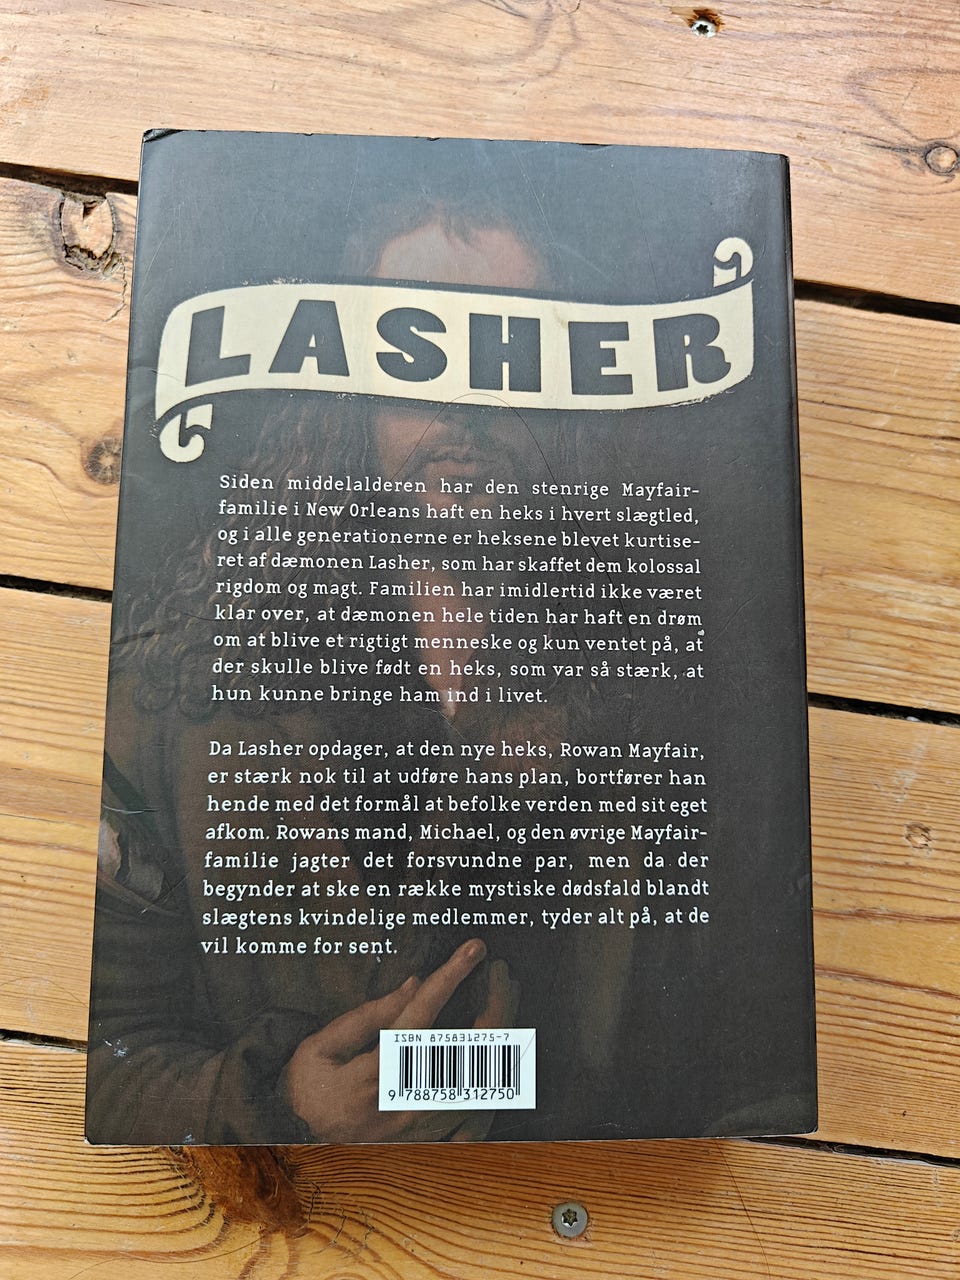 LASHER
Siden middelalderen har den stenrige Mayfair-
familie i New Orleans haft en heks i hvert slægtled,
og i alle generationerne er heksene blevet kurtise-
ret af dæmonen Lasher, som har skaffet dem kolossal
rigdom og magt. Familien har imidlertid ikke været
klar over, at dæmonen hele tiden har haft en drøm
om at blive et rigtigt menneske og kun ventet på, at
der skulle blive født en heks, som var så stærk, at
hun kunne bringe ham ind i livet.
Da Lasher opdager, at den nye heks, Rowan Mayfair,
er stærk nok til at udføre hans plan, bortfører han
hende med det formål at befolke verden med sit eget
afkom. Rowans mand, Michael, og den øvrige Mayfair-
familie jagter det forsvundne par, men da der
begynder at ske en række mystiske dødsfald blandt
slægtens kvindelige medlemmer, tyder alt på, at de
vil komme for sent.
ISBN 875831275-7
9 788758 312750